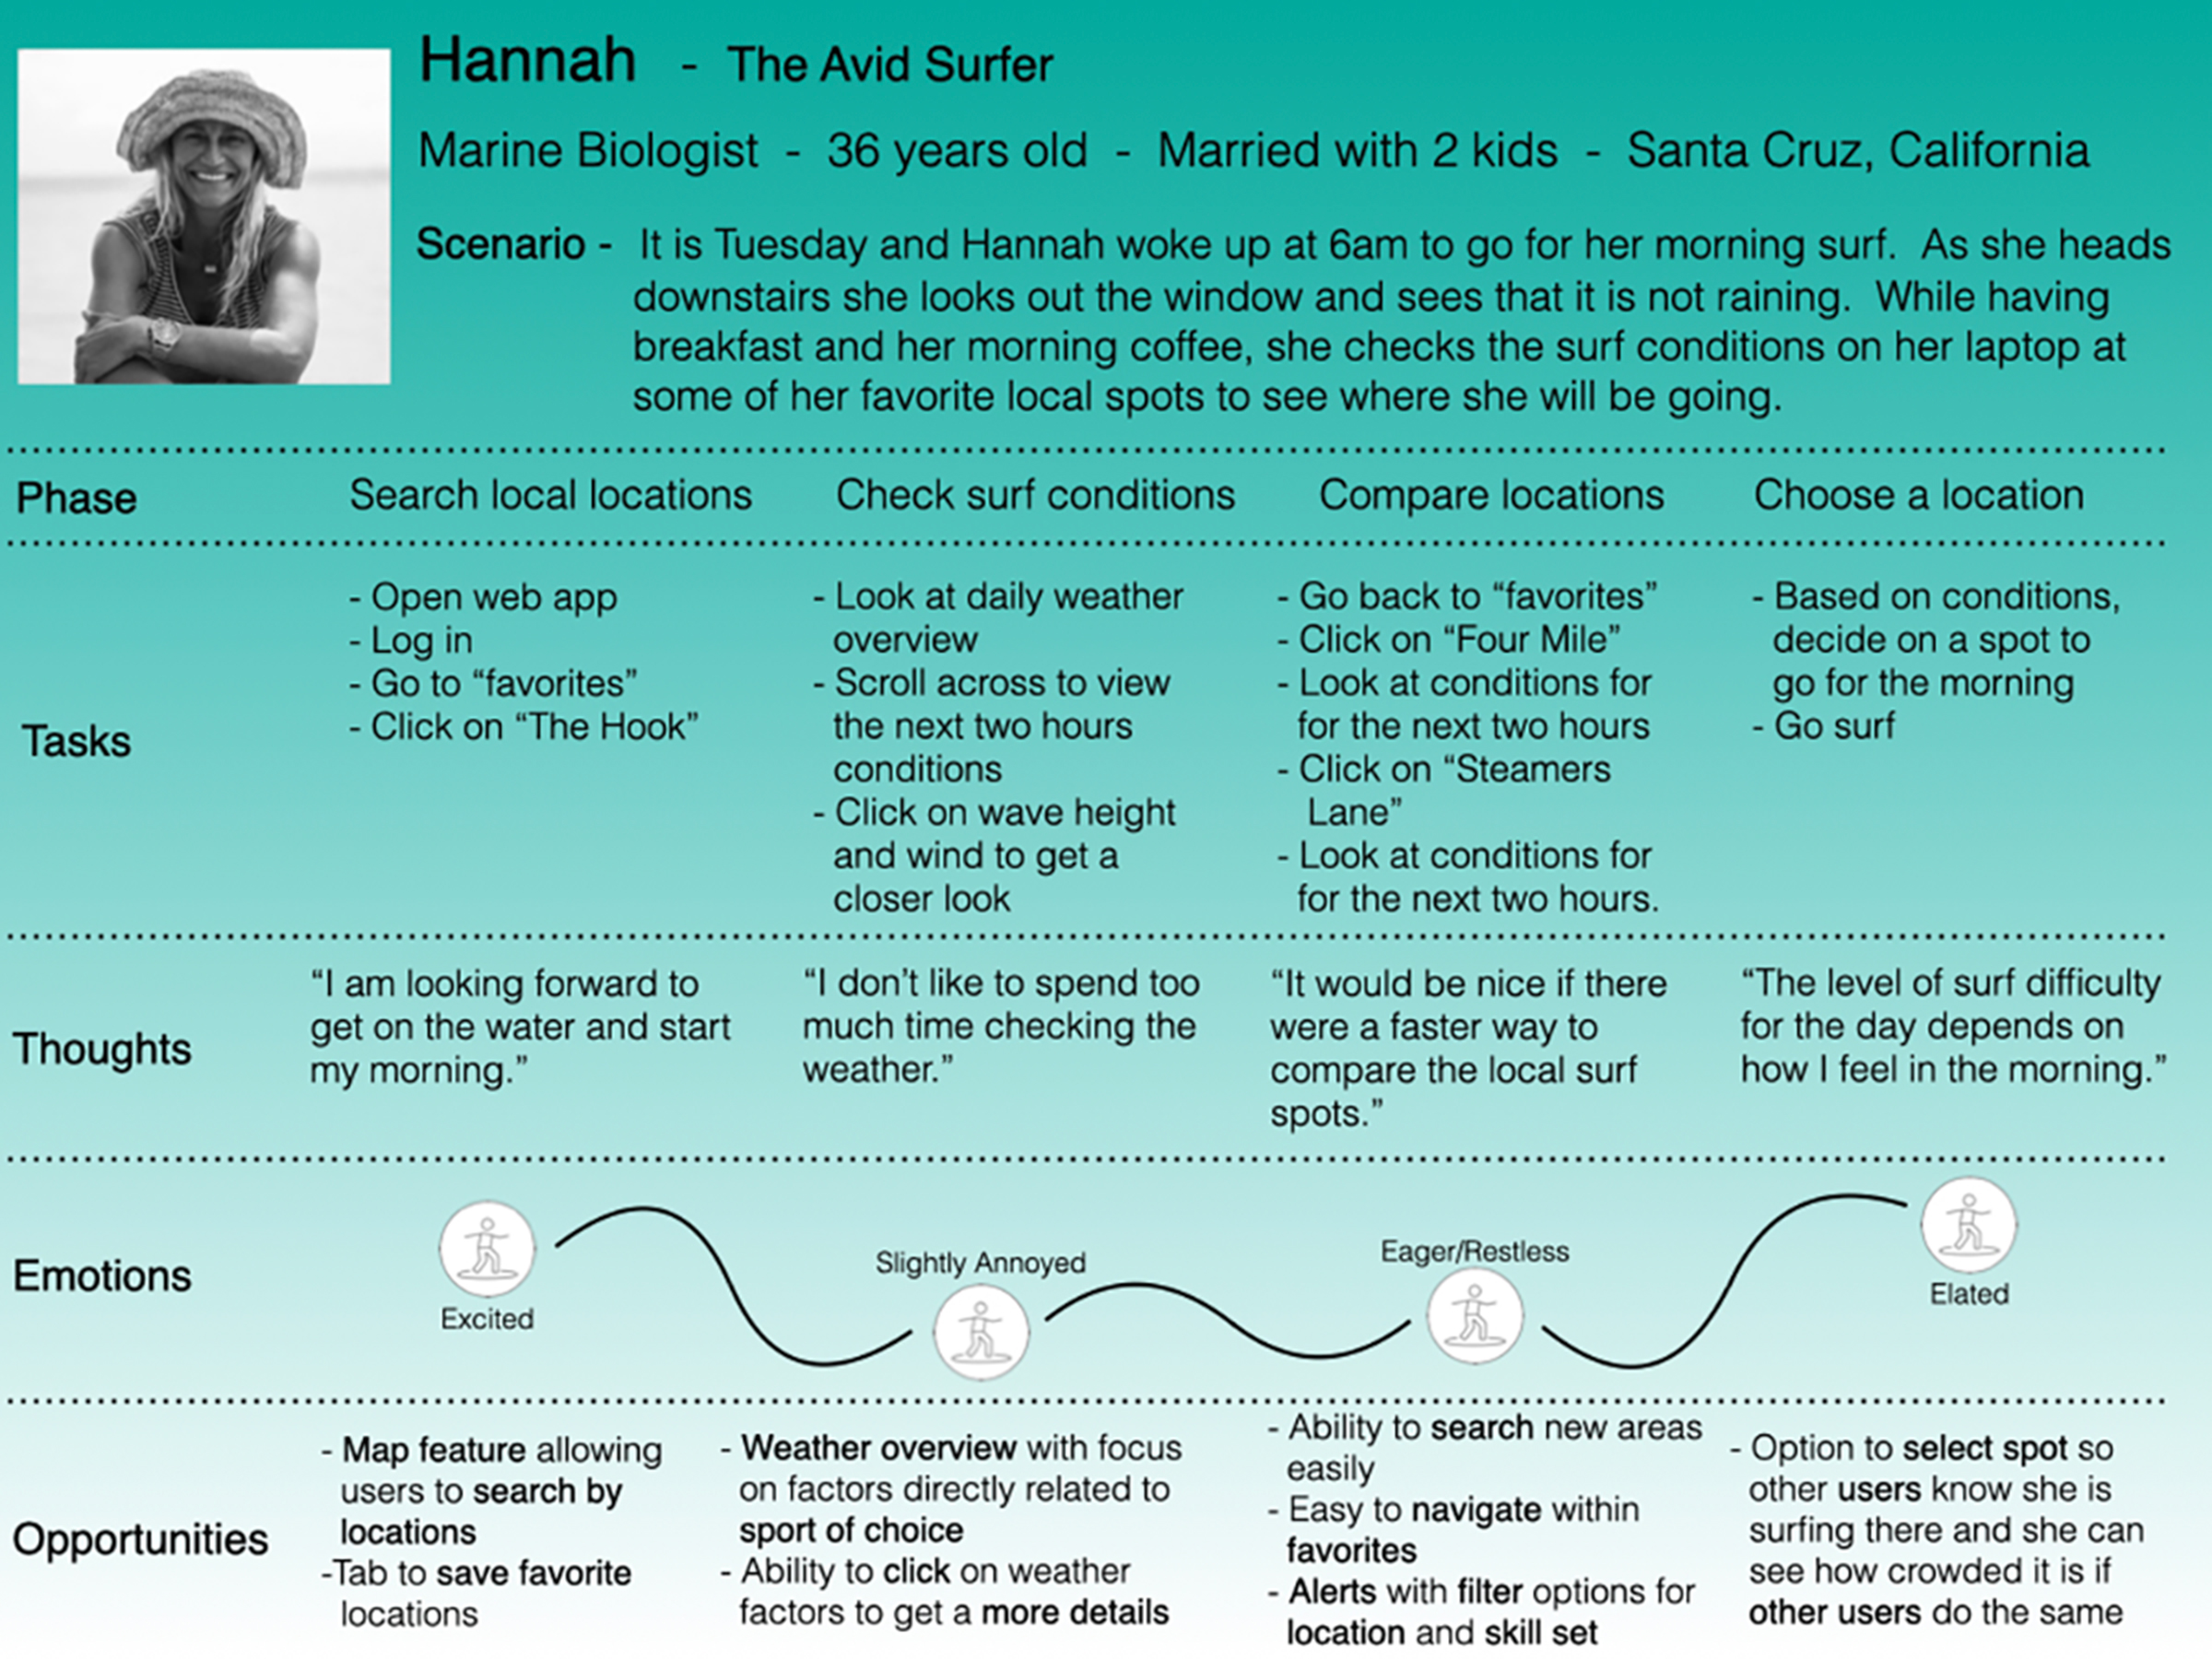 Hannah - The Avid Surfer
Marine Biologist - 36 years old - Married with 2 kids - Santa Cruz, California
Scenario - It is Tuesday and Hannah woke up at 6am to go for her morning surf. As she heads
downstairs she looks out the window and sees that it is not raining. While having
breakfast and her morning coffee, she checks the surf conditions on her laptop at
some of her favorite local spots to see where she will be going.
Phase
Search local locations
Check surf conditions
Compare locations
Choose a location
Tasks
- Open web app
- Log in
- Go to “favorites”
- Click on “The Hook”
- Look at daily weather
overview
- Scroll across to view
the next two hours
conditions
- Click on wave height
and wind to get a
closer look
- Go back to “favorites”
- Click on “Four Mile”
- Look at conditions for
for the next two hours
- Click on “Steamers
Lane”
- Look at conditions for
for the next two hours.
- Based on conditions,
decide on a spot to
go for the morning
- Go surf
Thoughts
“I am looking forward to
get on the water and start
my morning.”
“I don’t like to spend too
much time checking the
weather.”
“It would be nice if there
were a faster way to
compare the local surf
spots.”
“The level of surf difficulty
for the day depends on
how I feel in the morning.”
Emotions
Excited
Slightly Annoyed
Eager/Restless
Elated
Opportunities
- Map feature allowing
users to search by
locations
-Tab to save favorite
locations
- Weather overview with focus
on factors directly related to
sport of choice
- Ability to click on weather
factors to get a more details
- Ability to search new areas
easily
- Easy to navigate within
favorites
- Alerts with filter options for
location and skill set
- Option to select spot so
other users know she is
surfing there and she can
see how crowded it is if
other users do the same